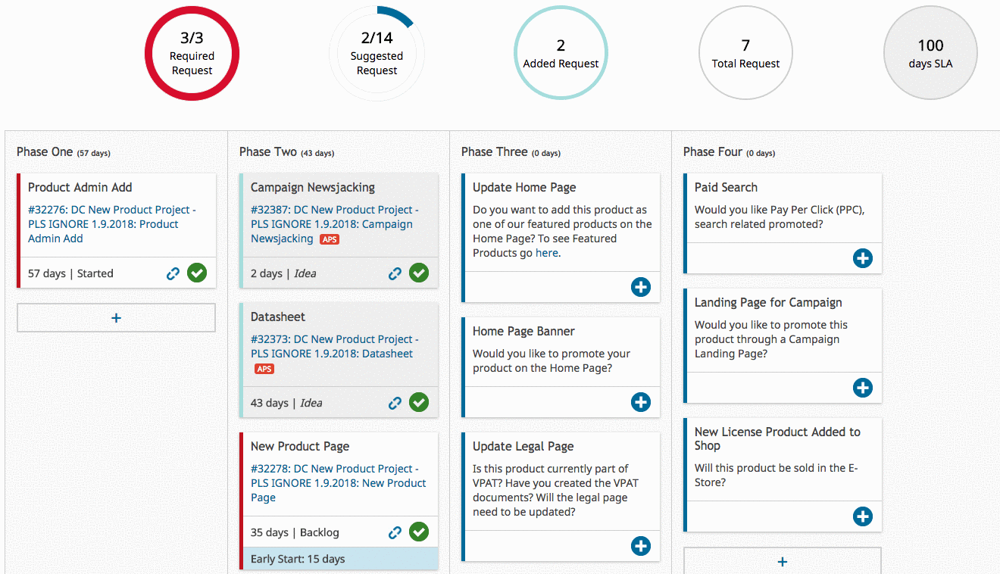 3/3
Required
Request
2/14
Suggested
Request
2
Added Request
7
Total Request
100
days SLA
Phase One (57 days)
Product Admin Add
#32276: DC New Product Project -
PLS IGNORE 1.9.2018: Product
Admin Add
57 days | Started
+
Phase Two (43 days)
Campaign Newsjacking
#32387: DC New Product Project -
PLS IGNORE 1.9.2018: Campaign
Newsjacking APS
2 days | Idea
Datasheet
#32373: DC New Product Project -
PLS IGNORE 1.9.2018: Datasheet
APS
43 days | Idea
New Product Page
#32278: DC New Product Project -
PLS IGNORE 1.9.2018: New Product
Page
35 days | Backlog
Early Start: 15 days
Phase Three (0 days)
Update Home Page
Do you want to add this product as
one of our featured products on the
Home Page? To see Featured
Products go here.
Home Page Banner
Would you like to promote your
product on the Home Page?
Update Legal Page
Is this product currently part of
VPAT? Have you created the VPAT
documents? Will the legal page
need to be updated?
Phase Four (0 days)
Paid Search
Would you like Pay Per Click (PPC),
search related promoted?
Landing Page for Campaign
Would you like to promote this
product through a Campaign
Landing Page?
New License Product Added to
Shop
Will this product be sold in the E-
Store?
+